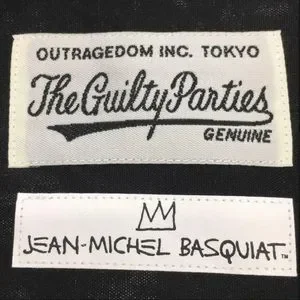 OUTRAGEDOM INC. TOKYO
The Guilty Parties
GENUINE
JEAN-MICHEL BASQUIAT™